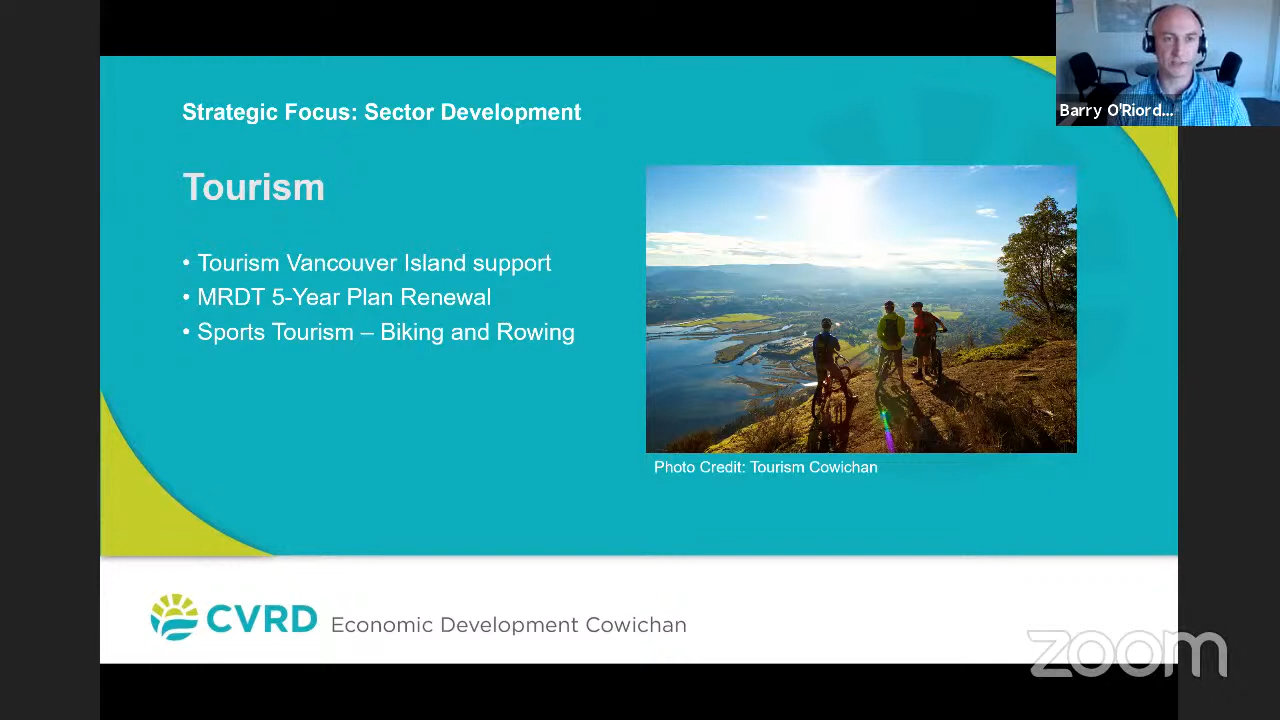 Barry O'Riord...
Strategic Focus: Sector Development
Tourism
• Tourism Vancouver Island support
• MRDT 5-Year Plan Renewal
• Sports Tourism – Biking and Rowing
Photo Credit: Tourism Cowichan
CVRD Economic Development Cowichan
zoom